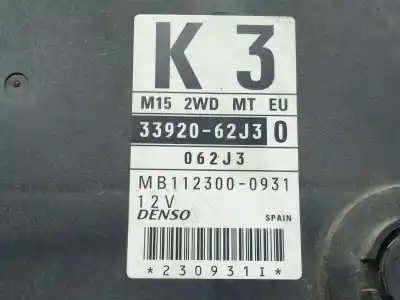 K 3
M15 2WD MT EU
33920-62J3 0
062J3
MB112300-0931
12V
DENSO SPAIN
*230931I*